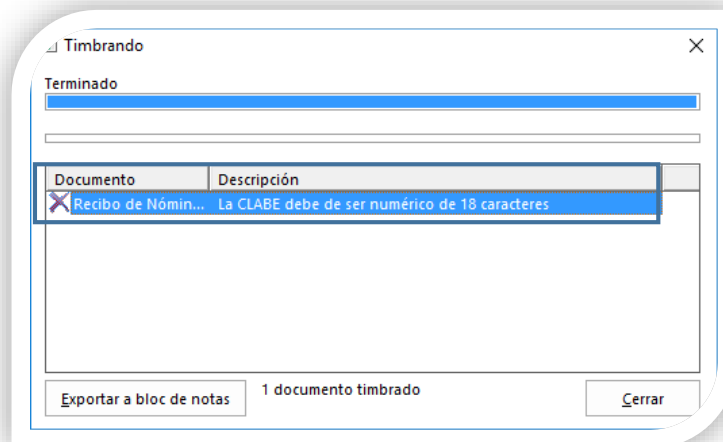 Timbrando
Terminado
Documento Descripción
Recibo de Nómin... La CLABE debe de ser numérico de 18 caracteres
Exportar a bloc de notas 1 documento timbrado Cerrar